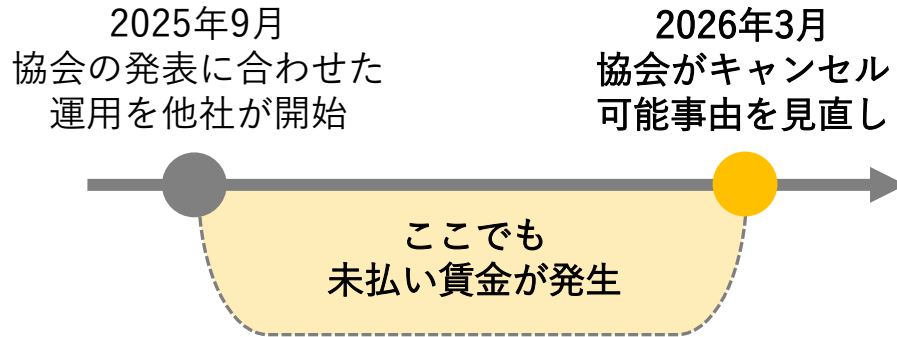 2025年9月
協会の発表に合わせた
運用を他社が開始
2026年3月
協会がキャンセル
可能事由を見直し
ここでも
未払い賃金が発生